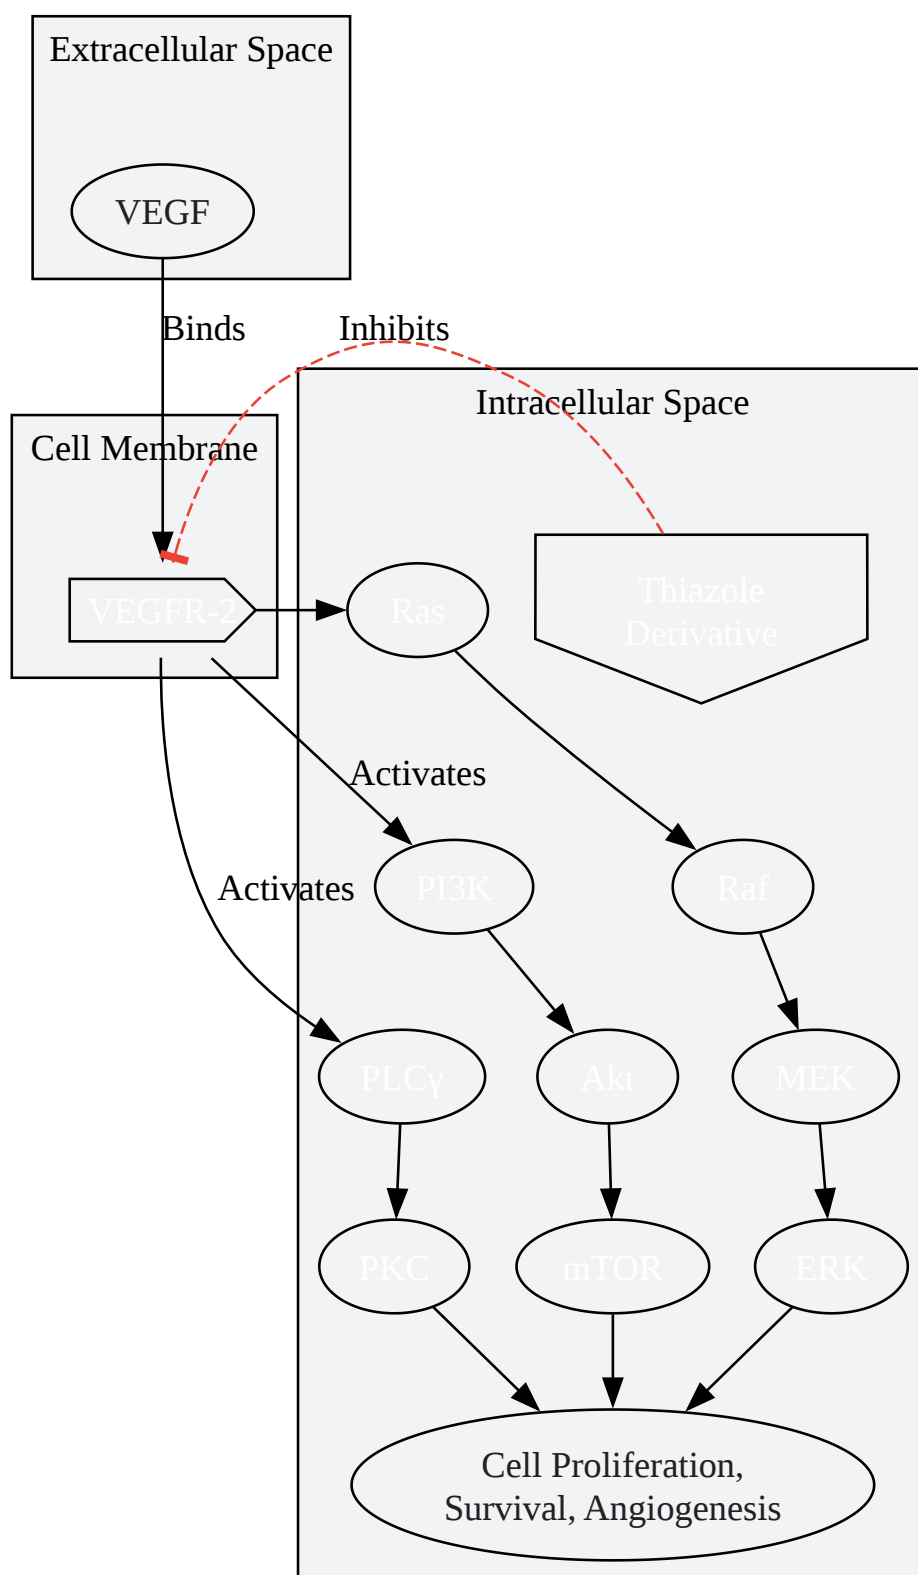 Extracellular Space
VEGF
Binds
Inhibits
Intracellular Space
Cell Membrane
Thiazole
Derivative
VEGFR-2
Ras
Activates
PI3K
Raf
Activates
PLCγ
Akt
MEK
PKC
mTOR
ERK
Cell Proliferation,
Survival, Angiogenesis